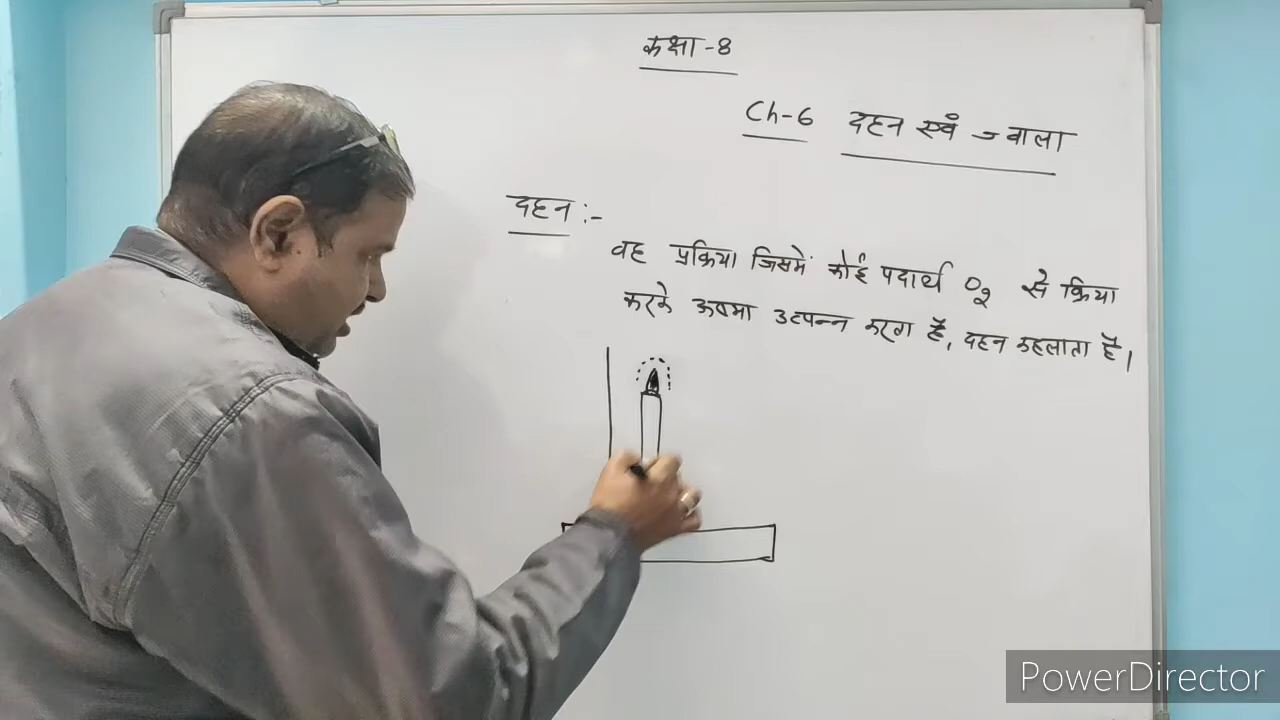 कक्षा-8
Ch-6 दहन एवं ज्वाला
दहन :-
वह प्रक्रिया जिसमें कोई पदार्थ O₂ से क्रिया
करके ऊष्मा उत्पन्न करता है, दहन कहलाता है।
PowerDirector